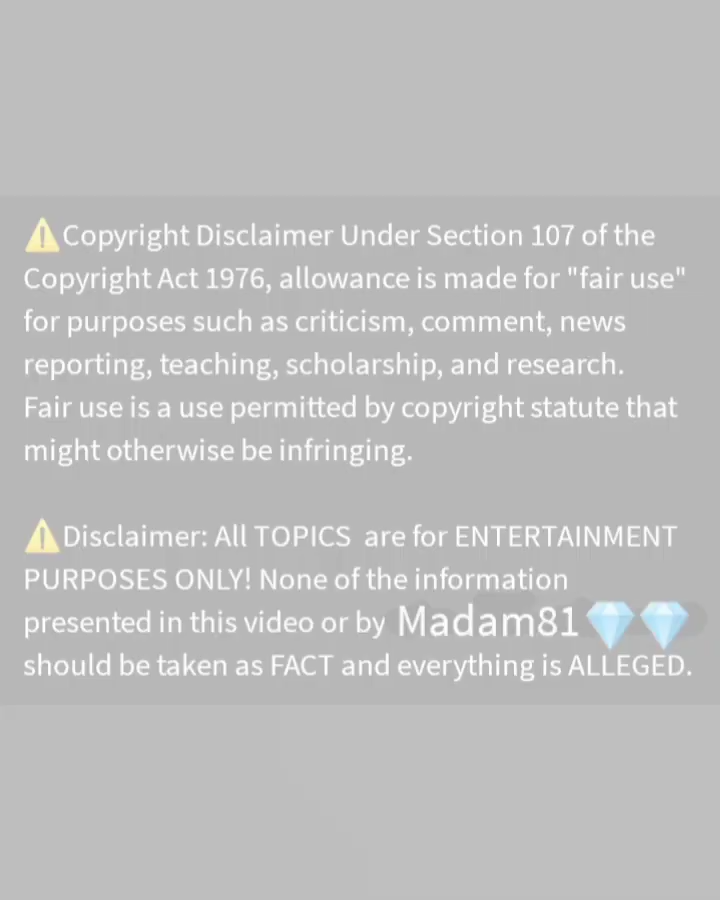 ⚠️Copyright Disclaimer Under Section 107 of the
Copyright Act 1976, allowance is made for "fair use"
for purposes such as criticism, comment, news
reporting, teaching, scholarship, and research.
Fair use is a use permitted by copyright statute that
might otherwise be infringing.
⚠️Disclaimer: All TOPICS are for ENTERTAINMENT
PURPOSES ONLY! None of the information
presented in this video or by Madam81💎💎
should be taken as FACT and everything is ALLEGED.